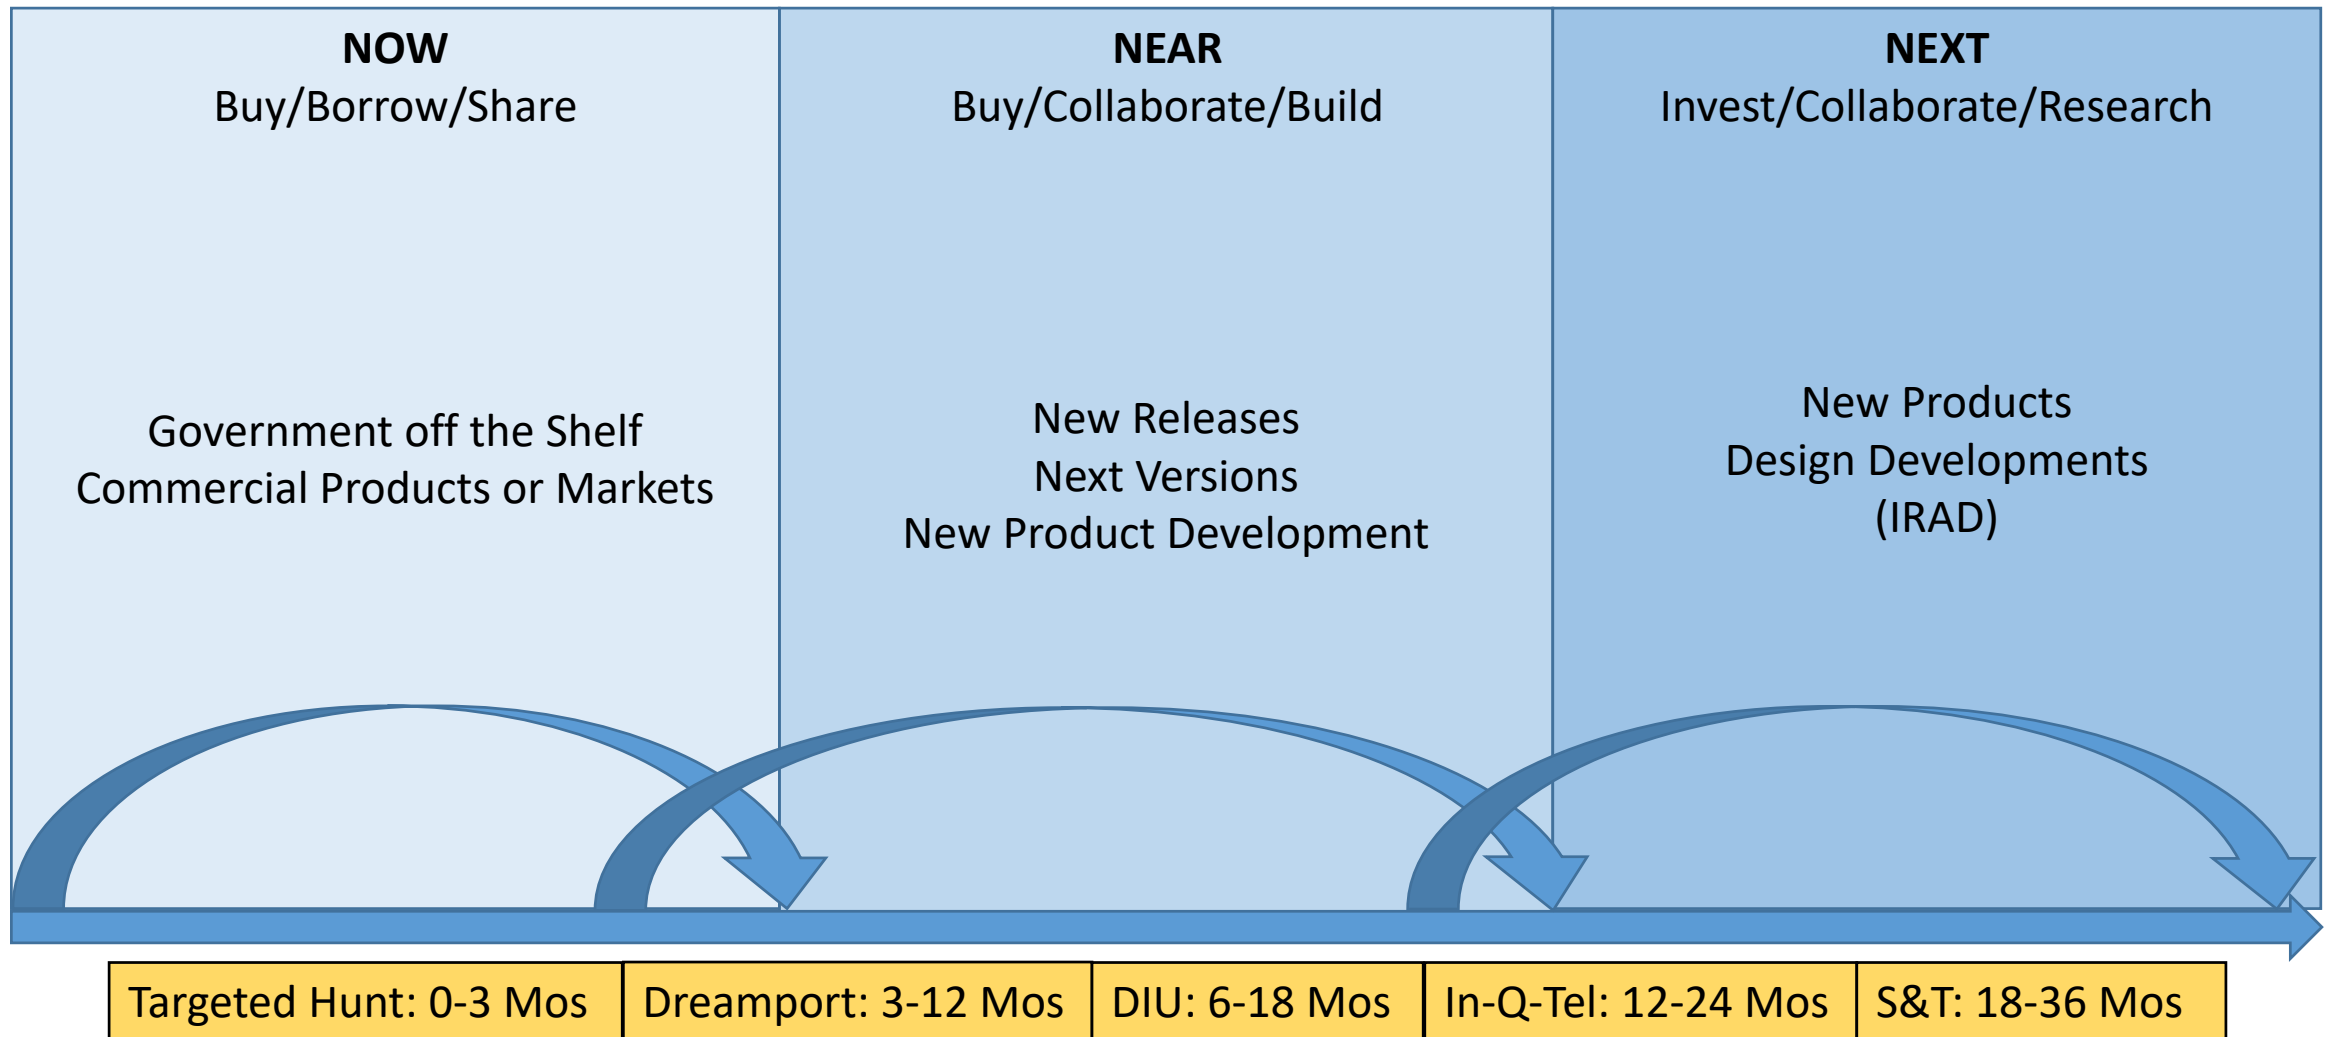 NOW
Buy/Borrow/Share
Government off the Shelf
Commercial Products or Markets
NEAR
Buy/Collaborate/Build
New Releases
Next Versions
New Product Development
NEXT
Invest/Collaborate/Research
New Products
Design Developments
(IRAD)
Targeted Hunt: 0-3 Mos
Dreamport: 3-12 Mos
DIU: 6-18 Mos
In-Q-Tel: 12-24 Mos
S&T: 18-36 Mos